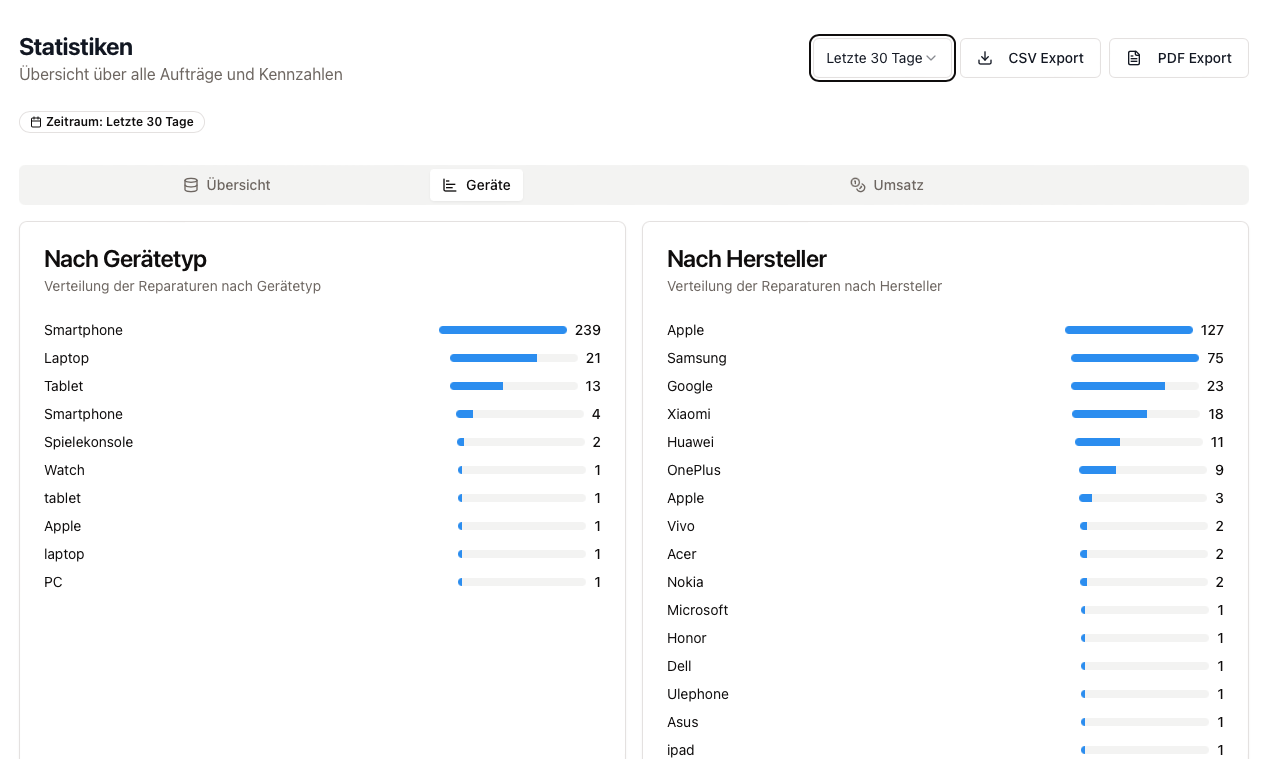 Statistiken
Übersicht über alle Aufträge und Kennzahlen
Letzte 30 Tage
CSV Export
PDF Export
Zeitraum: Letzte 30 Tage
Übersicht
Geräte
Umsatz
Nach Gerätetyp
Verteilung der Reparaturen nach Gerätetyp
Smartphone 239
Laptop 21
Tablet 13
Smartphone 4
Spielekonsole 2
Watch 1
tablet 1
Apple 1
laptop 1
PC 1
Nach Hersteller
Verteilung der Reparaturen nach Hersteller
Apple 127
Samsung 75
Google 23
Xiaomi 18
Huawei 11
OnePlus 9
Apple 3
Vivo 2
Acer 2
Nokia 2
Microsoft 1
Honor 1
Dell 1
Ulephone 1
Asus 1
ipad 1